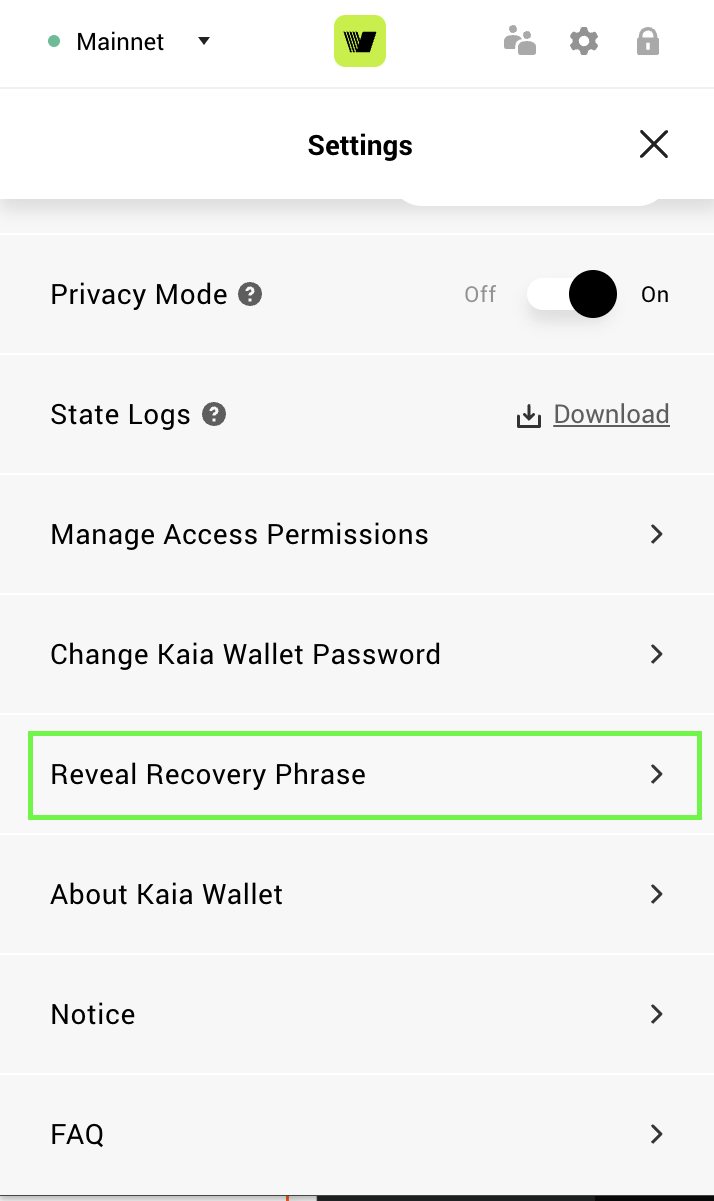 Mainnet
Settings
Privacy Mode ? Off On
State Logs ? Download
Manage Access Permissions
Change Kaia Wallet Password
Reveal Recovery Phrase
About Kaia Wallet
Notice
FAQ